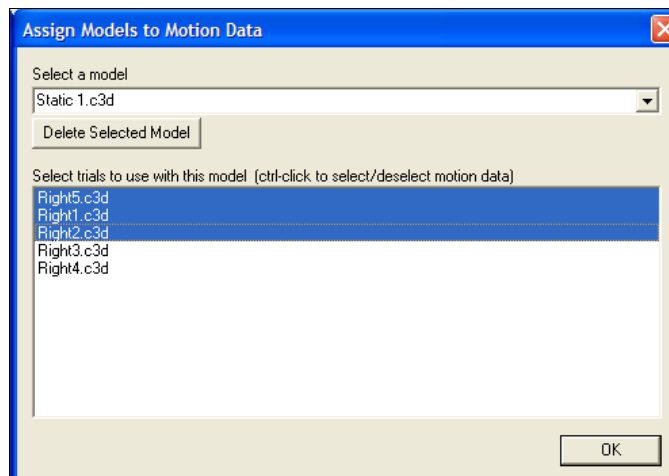 Assign Models to Motion Data
Select a model
Static 1.c3d
Delete Selected Model
Select trials to use with this model (ctrl-click to select/deselect motion data)
Right5.c3d
Right1.c3d
Right2.c3d
Right3.c3d
Right4.c3d
OK